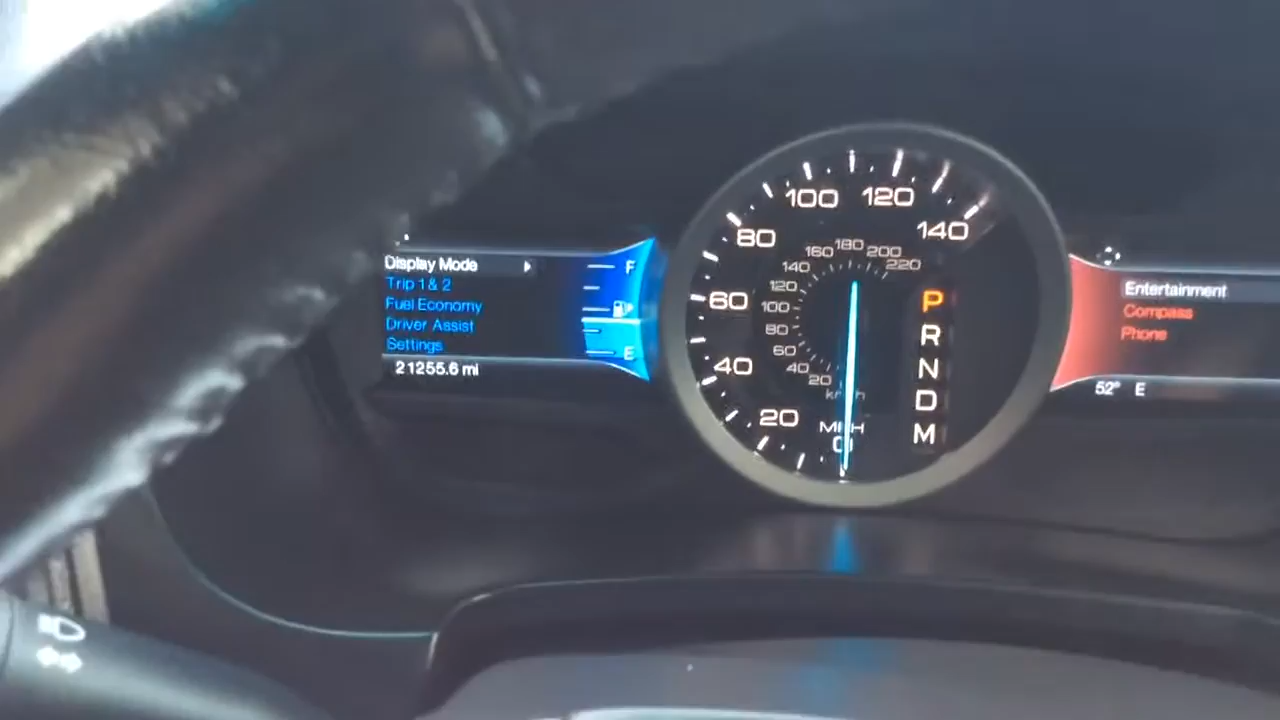 Display Mode
Trip 1 & 2
Fuel Economy
Driver Assist
Settings
21255.6 mi
F
E
20
40
60
80
100
120
140
20
40
60
80
100
120
140
160
180
200
220
km/h
MPH
0
P
R
N
D
M
Entertainment
Compass
Phone
52° E